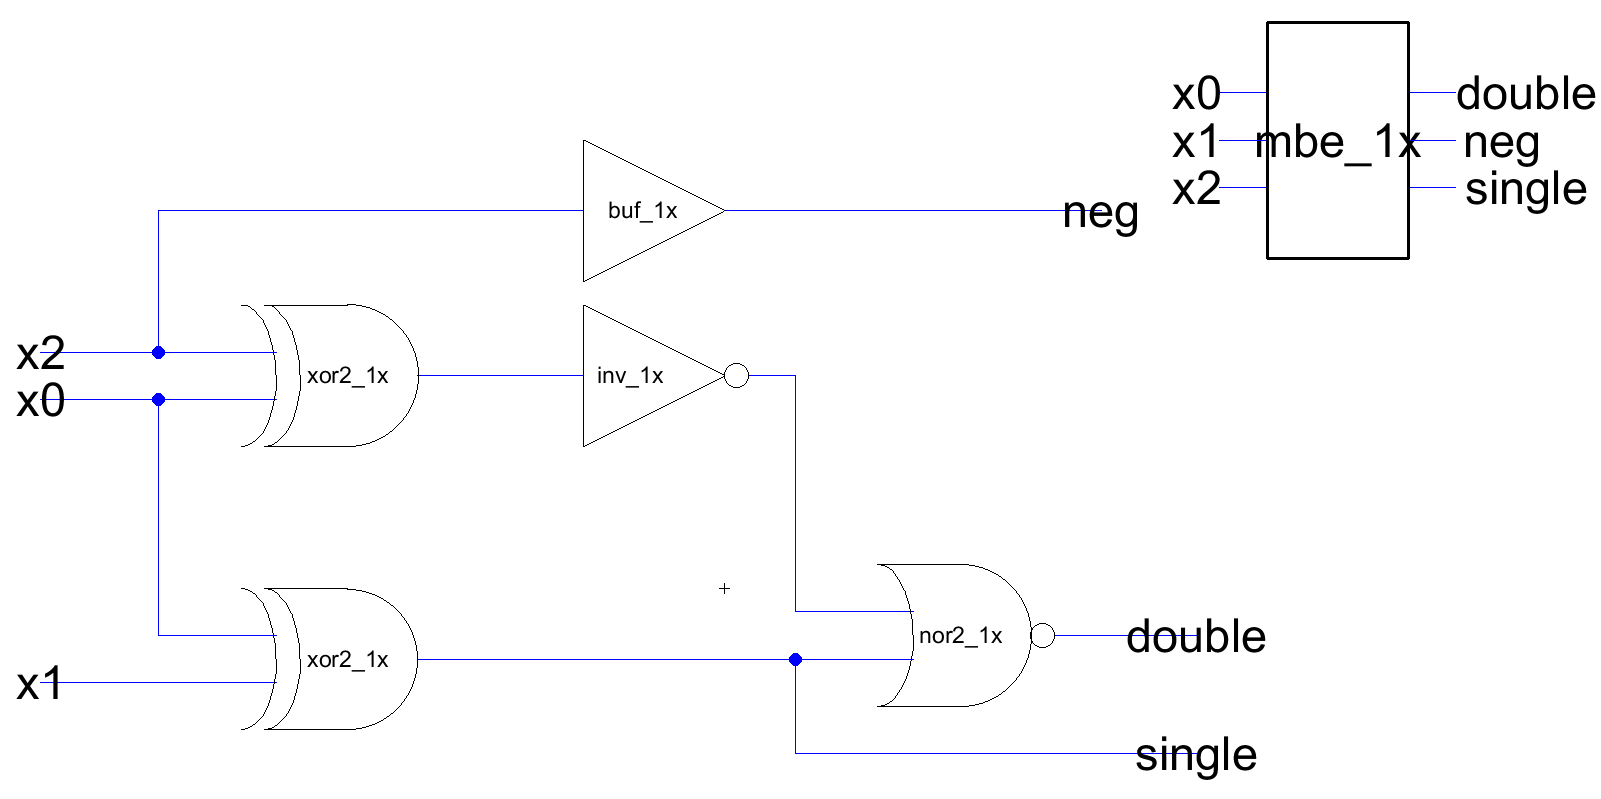 x0
double
x1
mbe_1x
neg
x2
single
buf_1x
neg
x2
x0
xor2_1x
inv_1x
nor2_1x
double
xor2_1x
x1
single